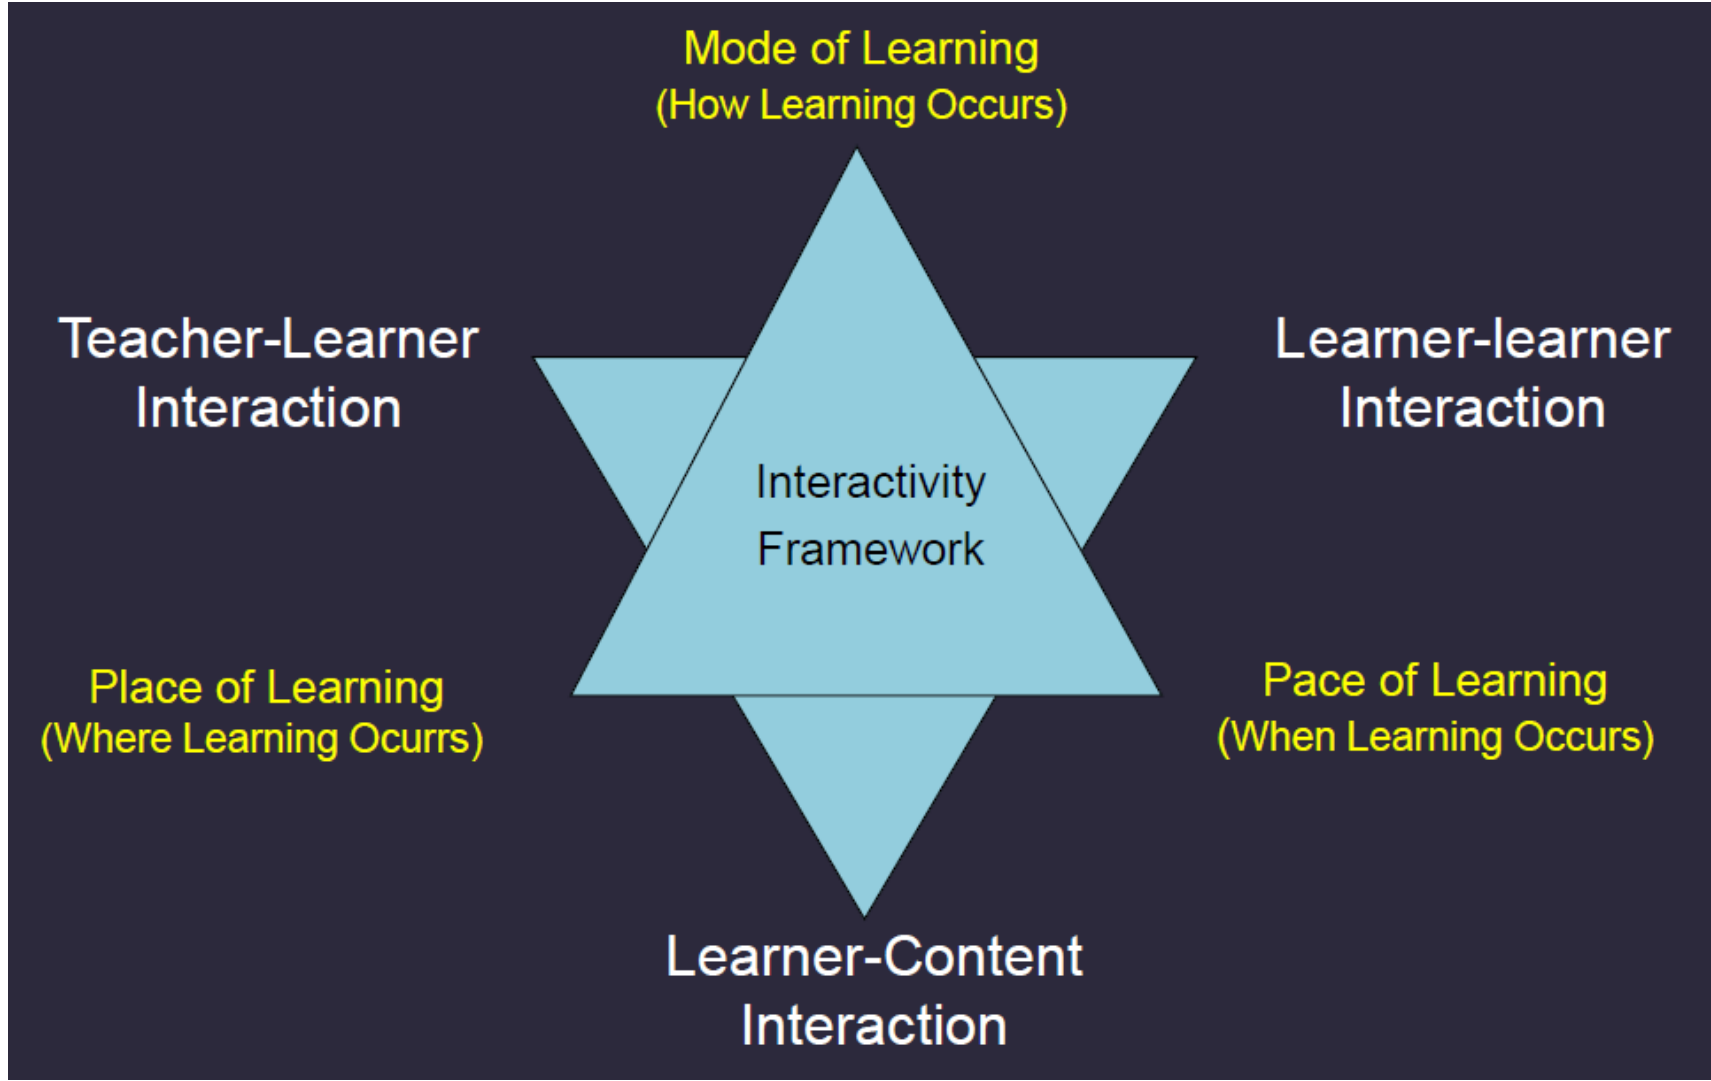 Mode of Learning
(How Learning Occurs)
Teacher-Learner
Interaction
Learner-learner
Interaction
Interactivity
Framework
Place of Learning
(Where Learning Ocurrs)
Pace of Learning
(When Learning Occurs)
Learner-Content
Interaction